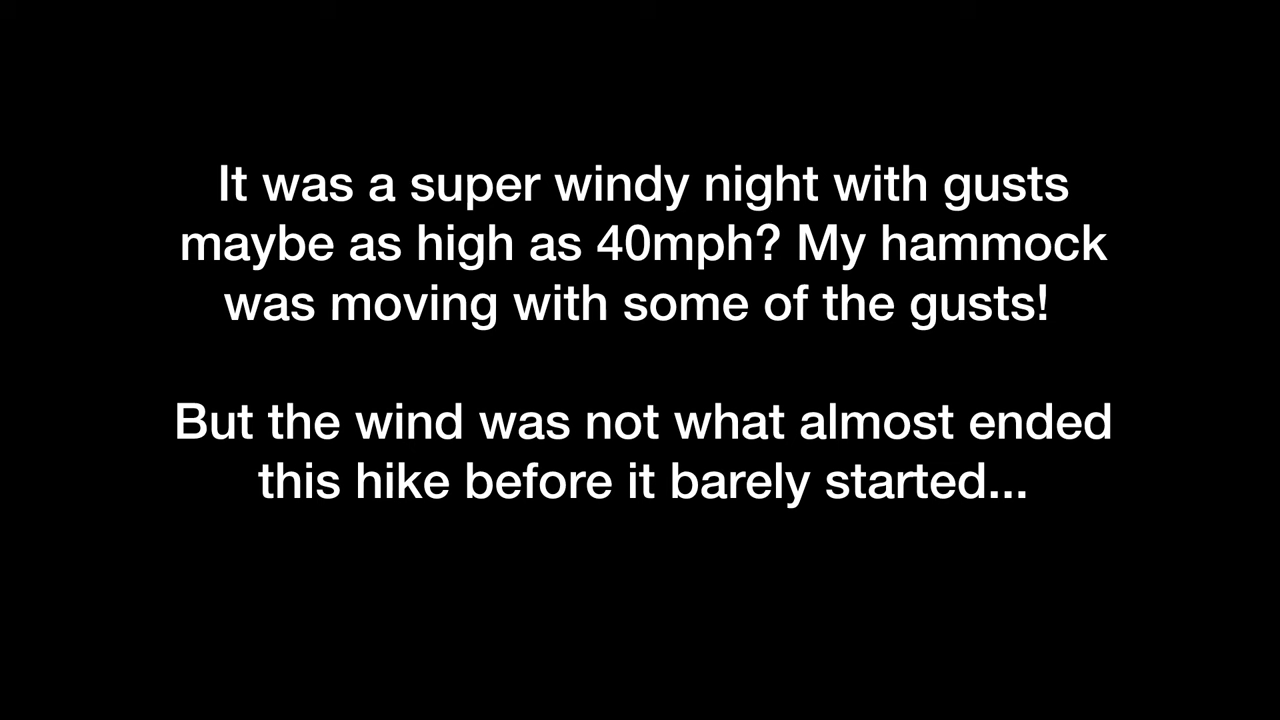 It was a super windy night with gusts
maybe as high as 40mph? My hammock
was moving with some of the gusts!
But the wind was not what almost ended
this hike before it barely started...